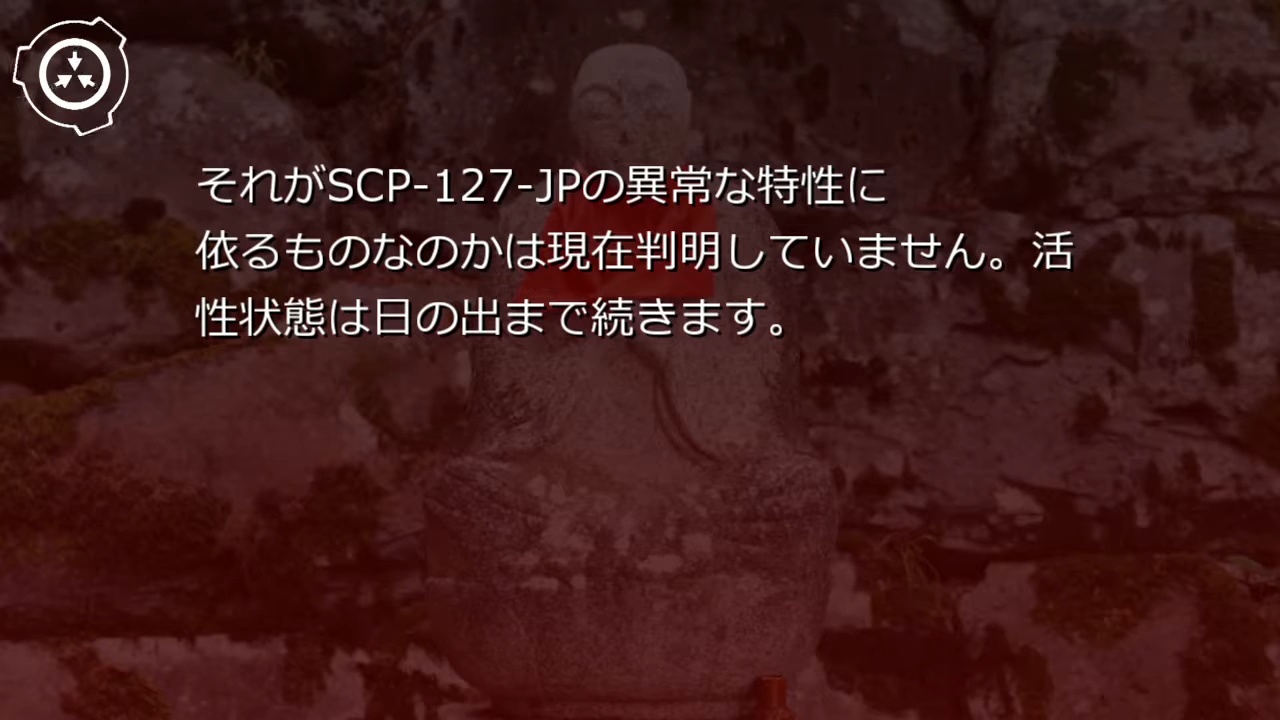 それがSCP-127-JPの異常な特性に
依るものなのかは現在判明していません。活
性状態は日の出まで続きます。